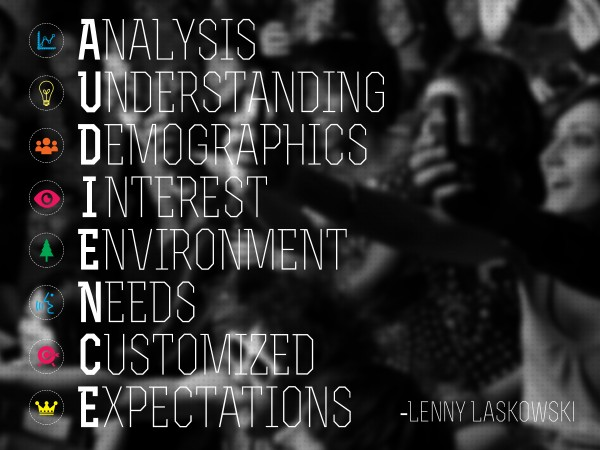 ANALYSIS
UNDERSTANDING
DEMOGRAPHICS
INTEREST
ENVIRONMENT
NEEDS
CUSTOMIZED
EXPECTATIONS
-LENNY LASKOWSKI